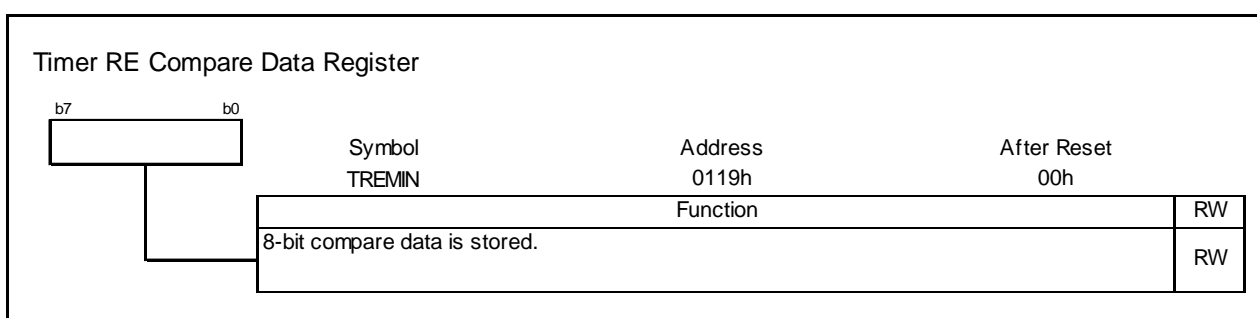 Timer RE Compare Data Register
b7 b0
Symbol Address After Reset
TREMIN 0119h 00h
Function RW
8-bit compare data is stored. RW